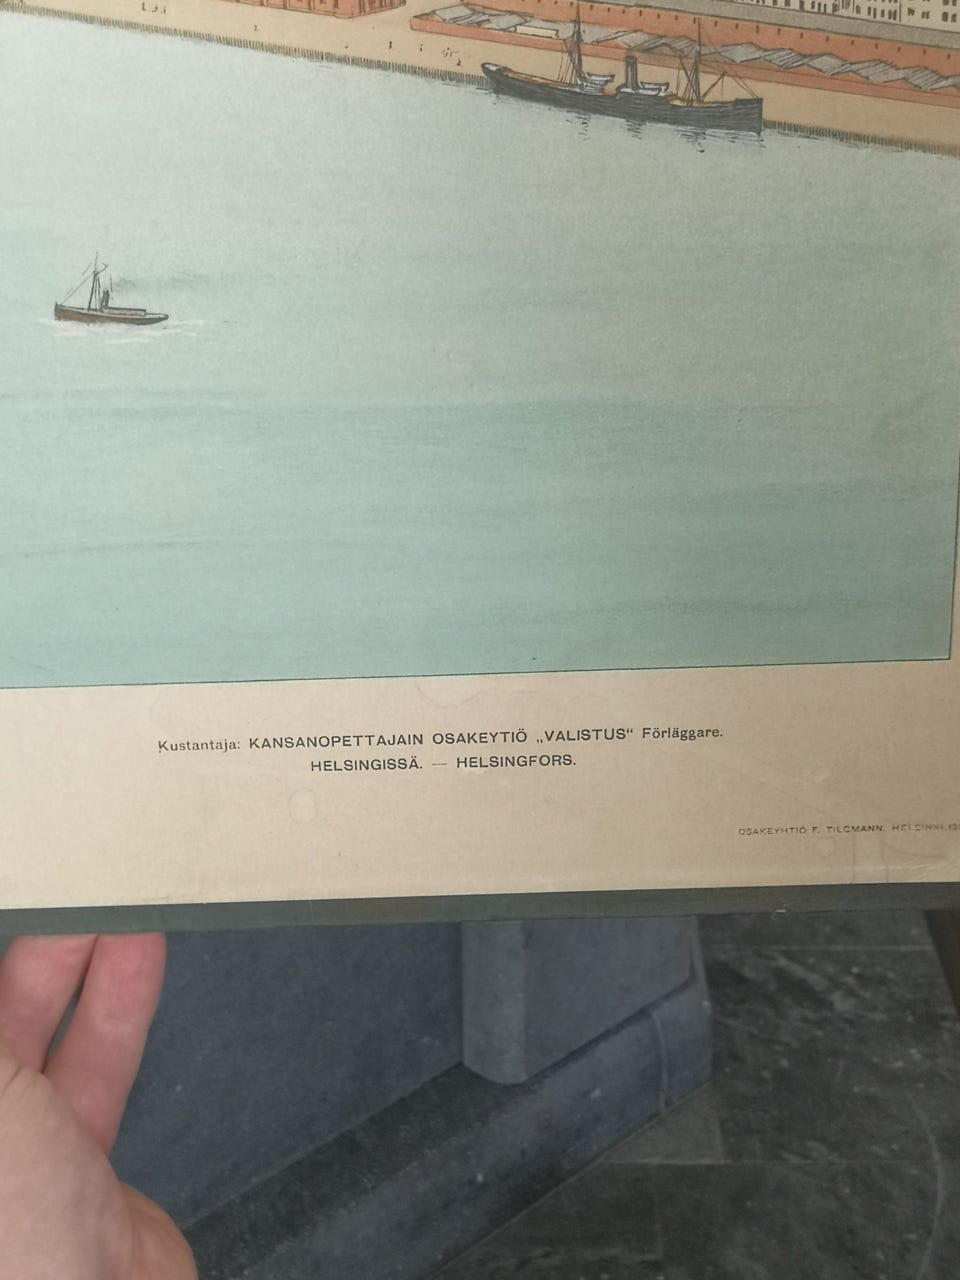 Kustantaja: KANSANOPETTAJAIN OSAKEYTIÖ „VALISTUS“ Förläggare.
HELSINGISSÄ. — HELSINGFORS.
OSAKEYHTIÖ F. TILGMANN, HELSINKI